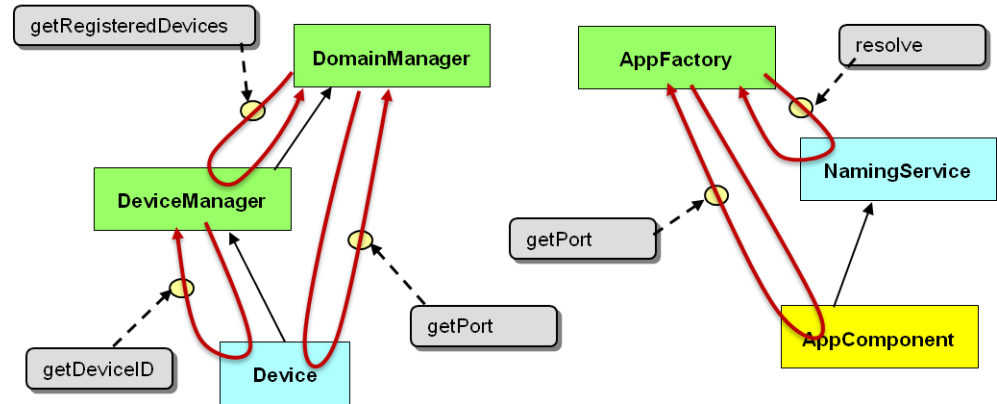 getRegisteredDevices
DomainManager
DeviceManager
getPort
getDeviceID
Device
resolve
AppFactory
NamingService
getPort
AppComponent